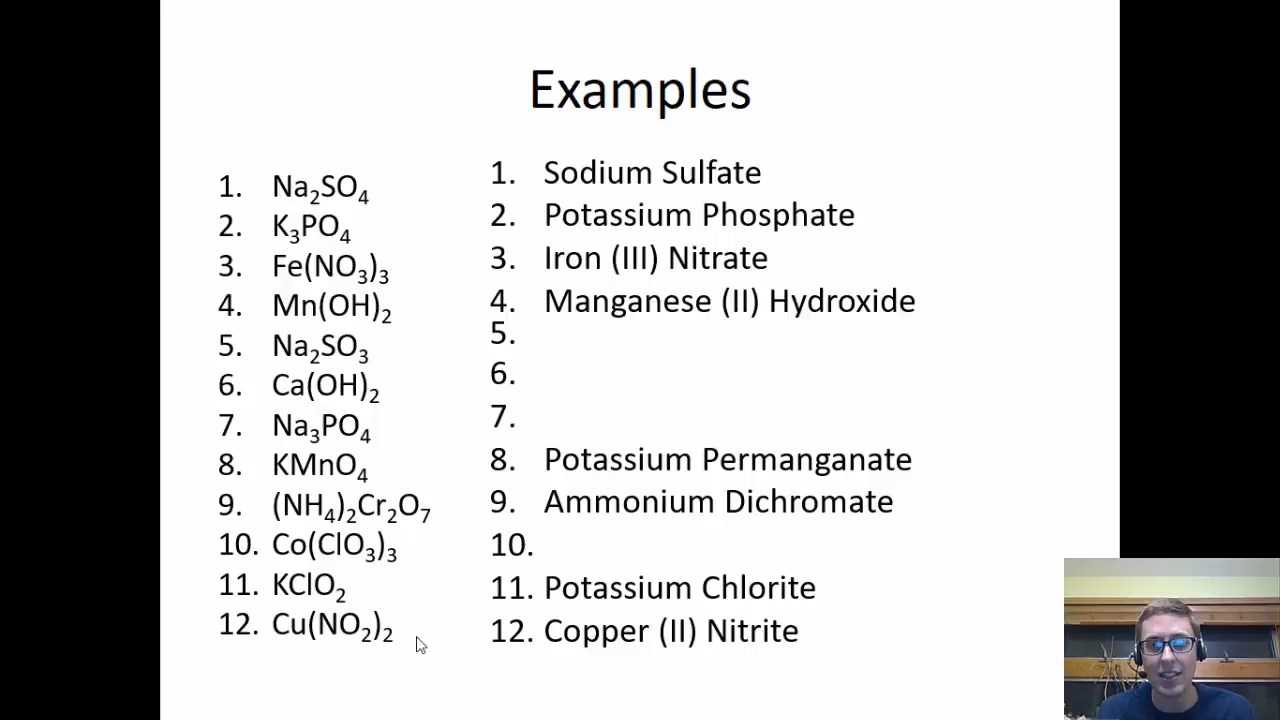 Examples
1. Na₂SO₄
2. K₃PO₄
3. Fe(NO₃)₃
4. Mn(OH)₂
5. Na₂SO₃
6. Ca(OH)₂
7. Na₃PO₄
8. KMnO₄
9. (NH₄)₂Cr₂O₇
10. Co(ClO₃)₃
11. KClO₂
12. Cu(NO₂)₂
1. Sodium Sulfate
2. Potassium Phosphate
3. Iron (III) Nitrate
4. Manganese (II) Hydroxide
5.
6.
7.
8. Potassium Permanganate
9. Ammonium Dichromate
10.
11. Potassium Chlorite
12. Copper (II) Nitrite